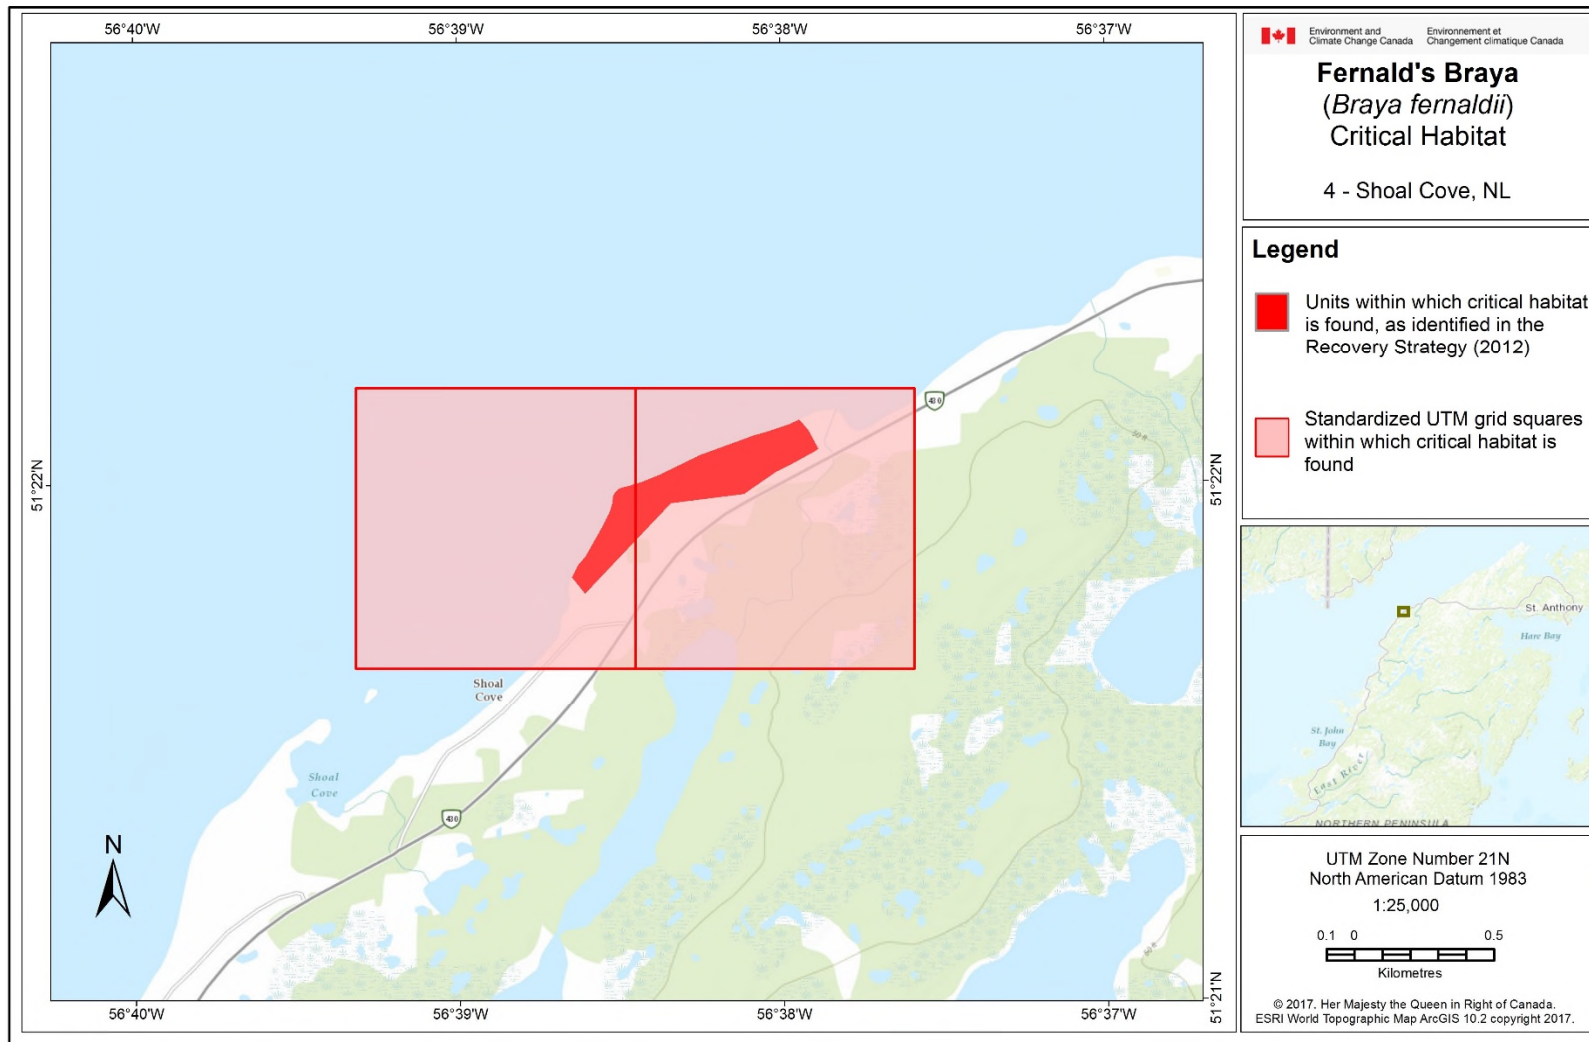 56°40'W
56°39'W
56°38'W
56°37'W
51°22'N
51°22'N
430
50 ft
Shoal
Cove
Shoal
Cove
430
50 ft
N
51°21'N
56°40'W
56°39'W
56°38'W
56°37'W
Environment and
Climate Change Canada
Environnement et
Changement climatique Canada
Fernald's Braya
(Braya fernaldii)
Critical Habitat
4 - Shoal Cove, NL
Legend
Units within which critical habitat
is found, as identified in the
Recovery Strategy (2012)
Standardized UTM grid squares
within which critical habitat is
found
St. Anthony
Hare Bay
St. John
Bay
East River
NORTHERN PENINSULA
UTM Zone Number 21N
North American Datum 1983
1:25,000
0.1 0 0.5
Kilometres
© 2017. Her Majesty the Queen in Right of Canada.
ESRI World Topographic Map ArcGIS 10.2 copyright 2017.